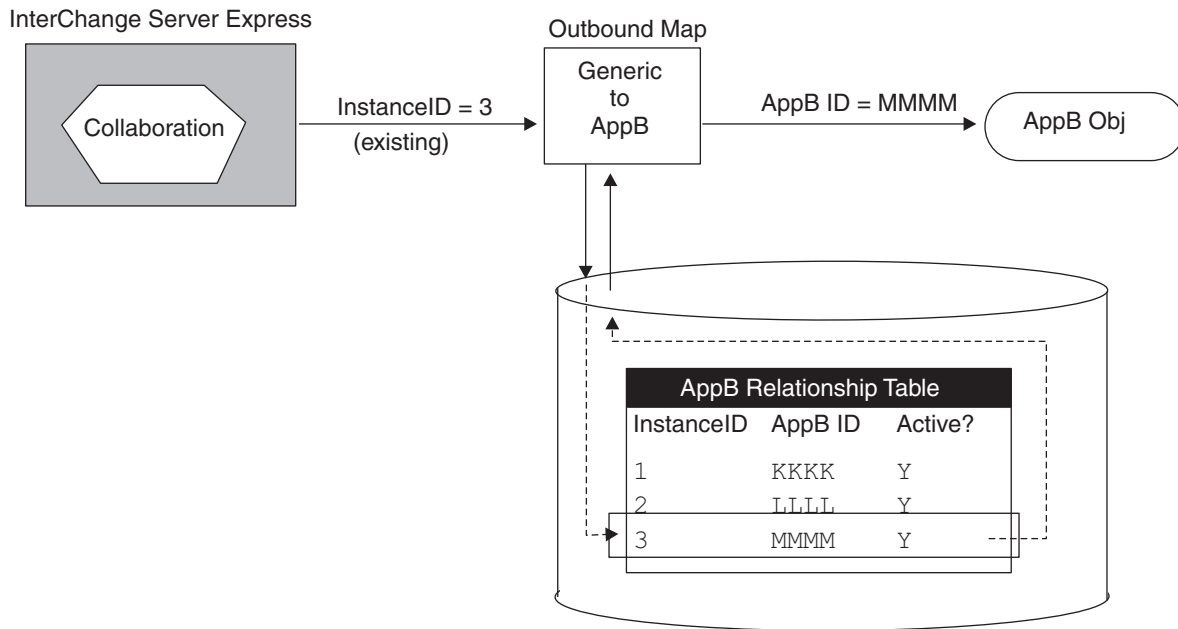 InterChange Server Express
Collaboration
InstanceID = 3
(existing)
Outbound Map
Generic
to
AppB
AppB ID = MMMM
AppB Obj
AppB Relationship Table
InstanceID AppB ID Active?
1 KKKK Y
2 LLLL Y
3 MMMM Y